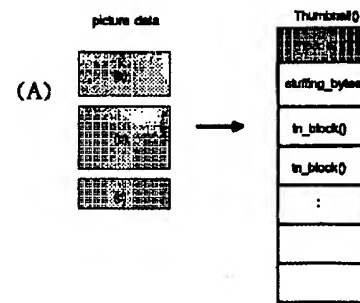 picture data
Thumbnail()
(A)
stuffing_bytes
tn_block()
tn_block()
: